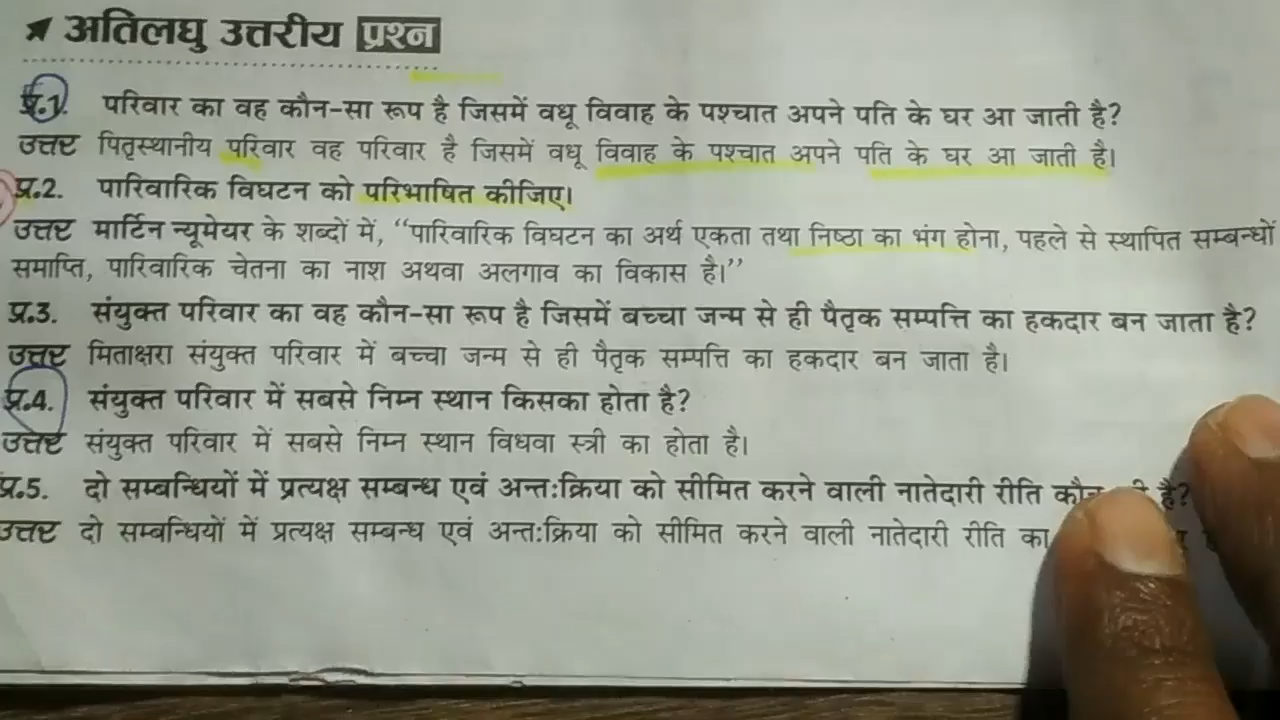 अतिलघु उत्तरीय प्रश्न
प्र.1. परिवार का वह कौन-सा रूप है जिसमें वधू विवाह के पश्चात अपने पति के घर आ जाती है?
उत्तर पितृस्थानीय परिवार वह परिवार है जिसमें वधू विवाह के पश्चात अपने पति के घर आ जाती है।
प्र.2. पारिवारिक विघटन को परिभाषित कीजिए।
उत्तर मार्टिन न्यूमेयर के शब्दों में, “पारिवारिक विघटन का अर्थ एकता तथा निष्ठा का भंग होना, पहले से स्थापित सम्बन्धों
समाप्ति, पारिवारिक चेतना का नाश अथवा अलगाव का विकास है।”
प्र.3. संयुक्त परिवार का वह कौन-सा रूप है जिसमें बच्चा जन्म से ही पैतृक सम्पत्ति का हकदार बन जाता है?
उत्तर मिताक्षरा संयुक्त परिवार में बच्चा जन्म से ही पैतृक सम्पत्ति का हकदार बन जाता है।
प्र.4. संयुक्त परिवार में सबसे निम्न स्थान किसका होता है?
उत्तर संयुक्त परिवार में सबसे निम्न स्थान विधवा स्त्री का होता है।
प्र.5. दो सम्बन्धियों में प्रत्यक्ष सम्बन्ध एवं अन्तःक्रिया को सीमित करने वाली नातेदारी रीति है?
उत्तर दो सम्बन्धियों में प्रत्यक्ष सम्बन्ध एवं अन्तःक्रिया को सीमित करने वाली नातेदारी रीति का